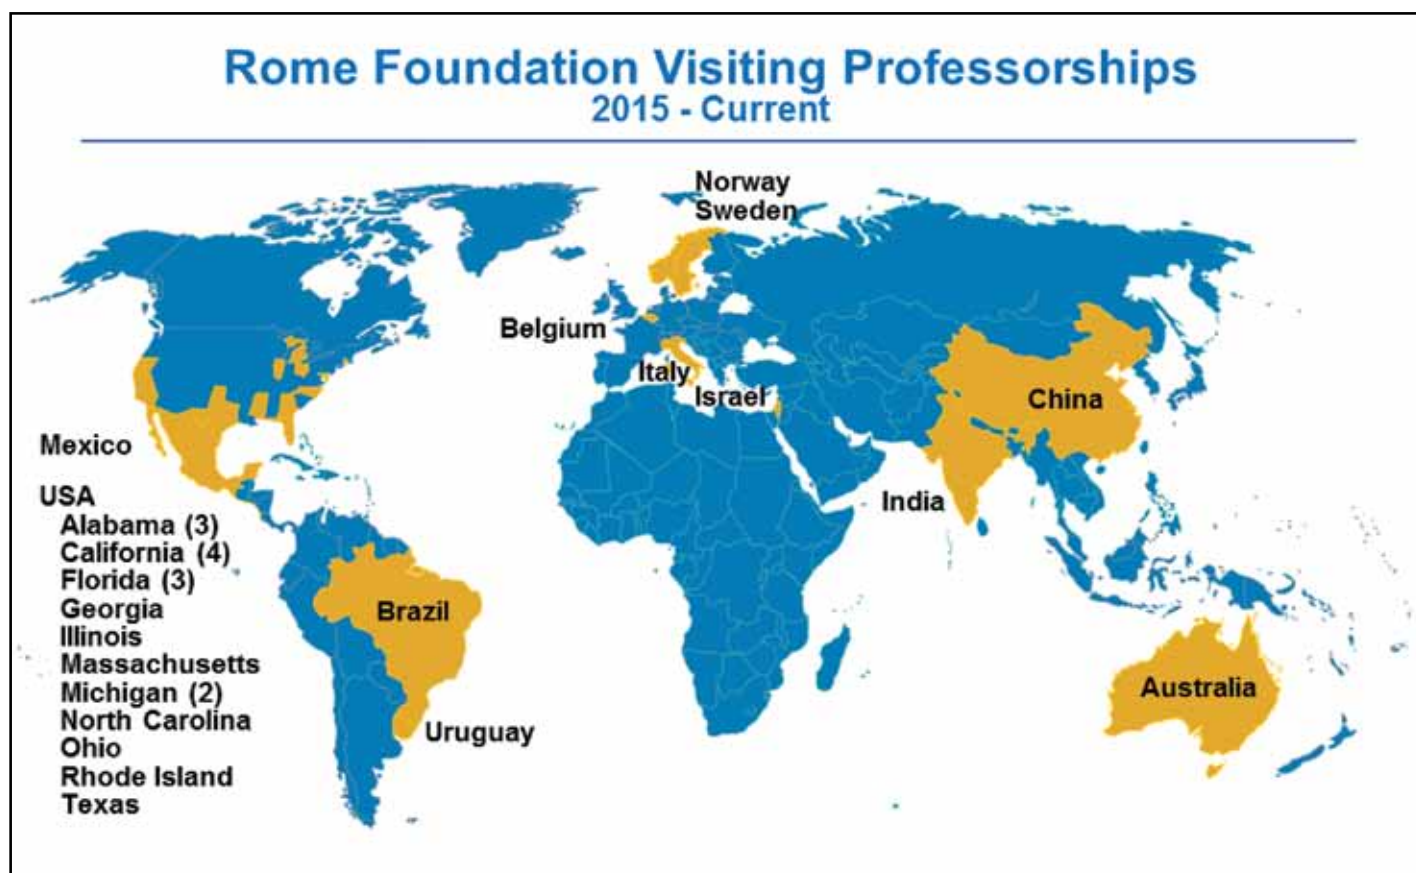 Rome Foundation Visiting Professorships
2015 - Current
Norway
Sweden
Belgium
Italy
Israel
China
Mexico
India
USA
Alabama (3)
California (4)
Florida (3)
Georgia
Illinois
Massachusetts
Michigan (2)
North Carolina
Ohio
Rhode Island
Texas
Brazil
Uruguay
Australia